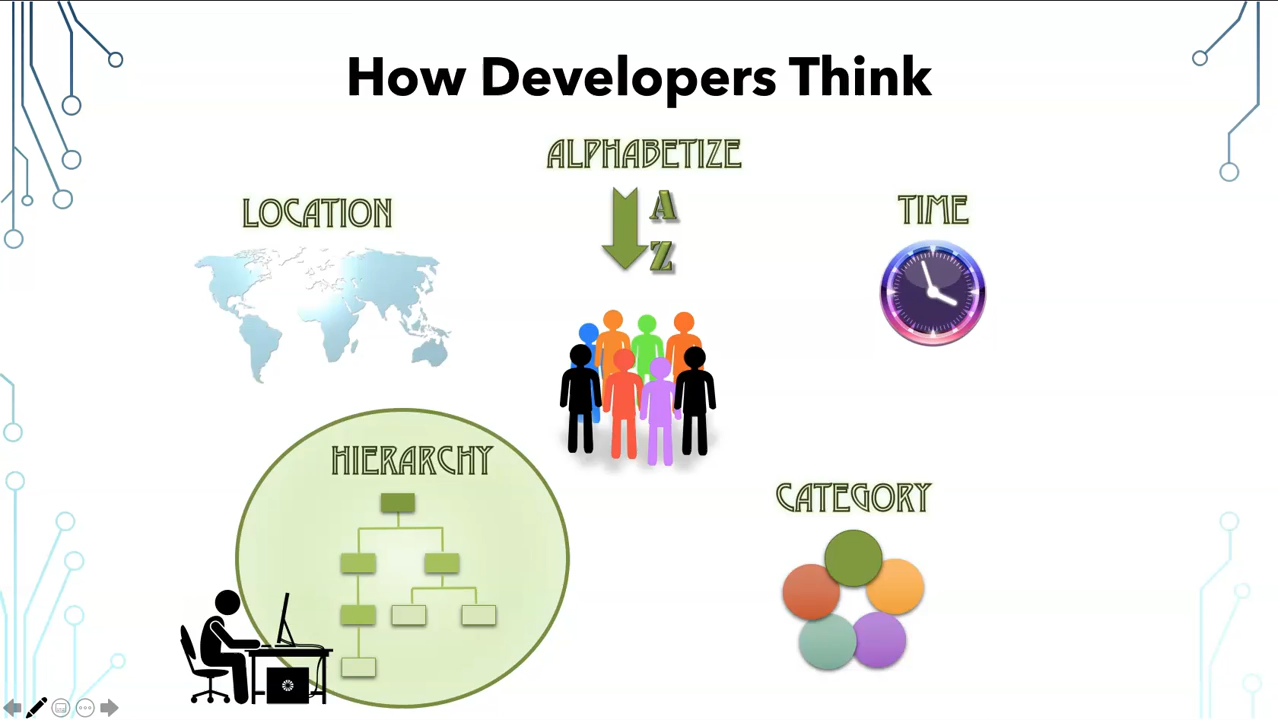 How Developers Think
ALPHABETIZE
A
Z
LOCATION
TIME
HIERARCHY
CATEGORY